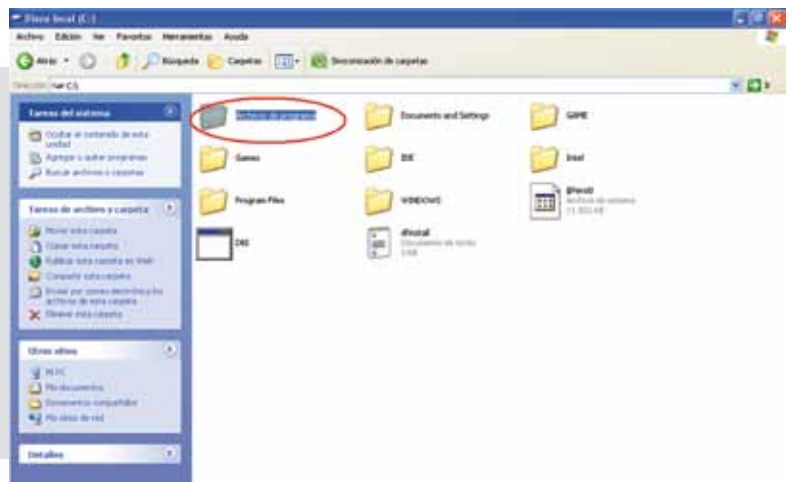 Disco local (C:)
Archivo Edición Ver Favoritos Herramientas Ayuda
Atrás Búsqueda Carpetas Sincronización de carpetas
Dirección C:\
Tareas del sistema
Ocultar el contenido de esta unidad
Agregar o quitar programas
Buscar archivos o carpetas
Tareas de archivo y carpeta
Mover esta carpeta
Copiar esta carpeta
Publicar esta carpeta en Web
Compartir esta carpeta
Enviar por correo electrónico los archivos de esta carpeta
Eliminar esta carpeta
Otros sitios
Mi PC
Mis documentos
Documentos compartidos
Mis sitios de red
Detalles
Archivos de programa
Documents and Settings
GAME
Games
IDE
Intel
Program Files
WINDOWS
Archivo de sistema
DBI
Documento de texto